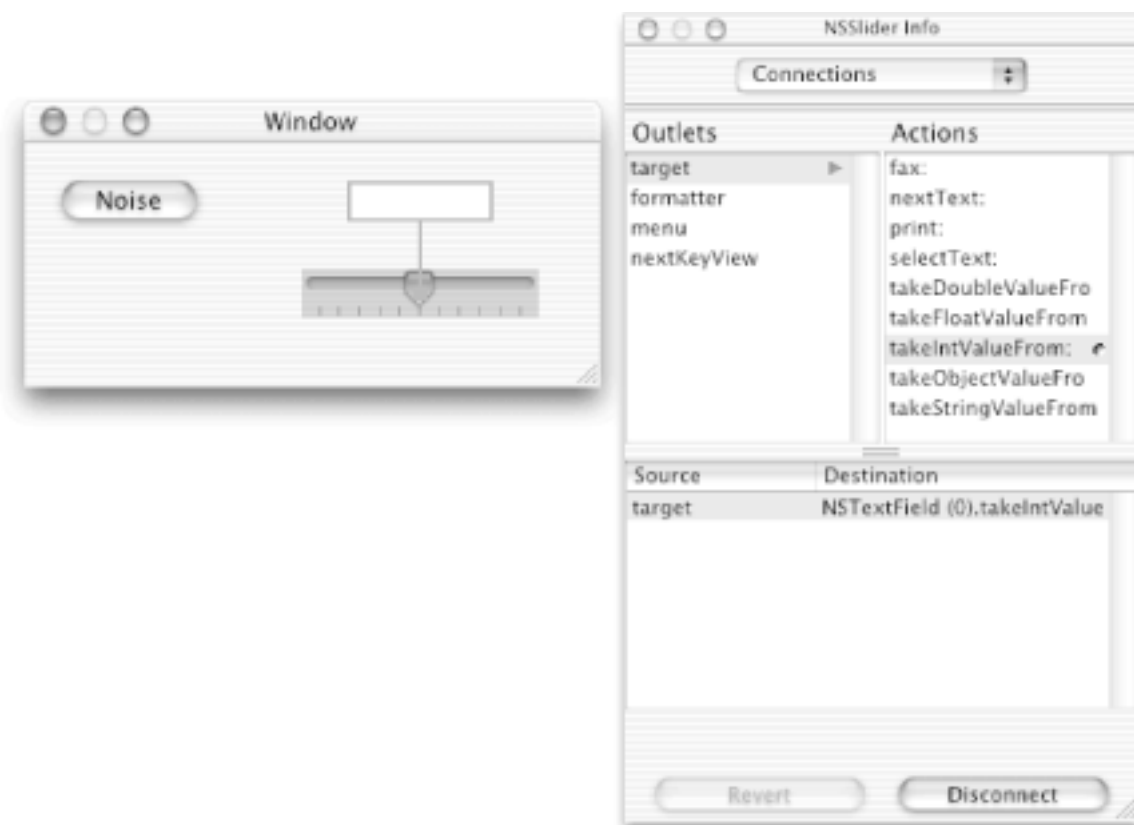 Window
Noise
NSSlider Info
Connections
Outlets
Actions
target
formatter
menu
nextKeyView
fax:
nextText:
print:
selectText:
takeDoubleValueFro
takeFloatValueFrom
takeIntValueFrom:
takeObjectValueFro
takeStringValueFrom
Source
Destination
target
NSTextField (0).takeIntValue
Revert
Disconnect